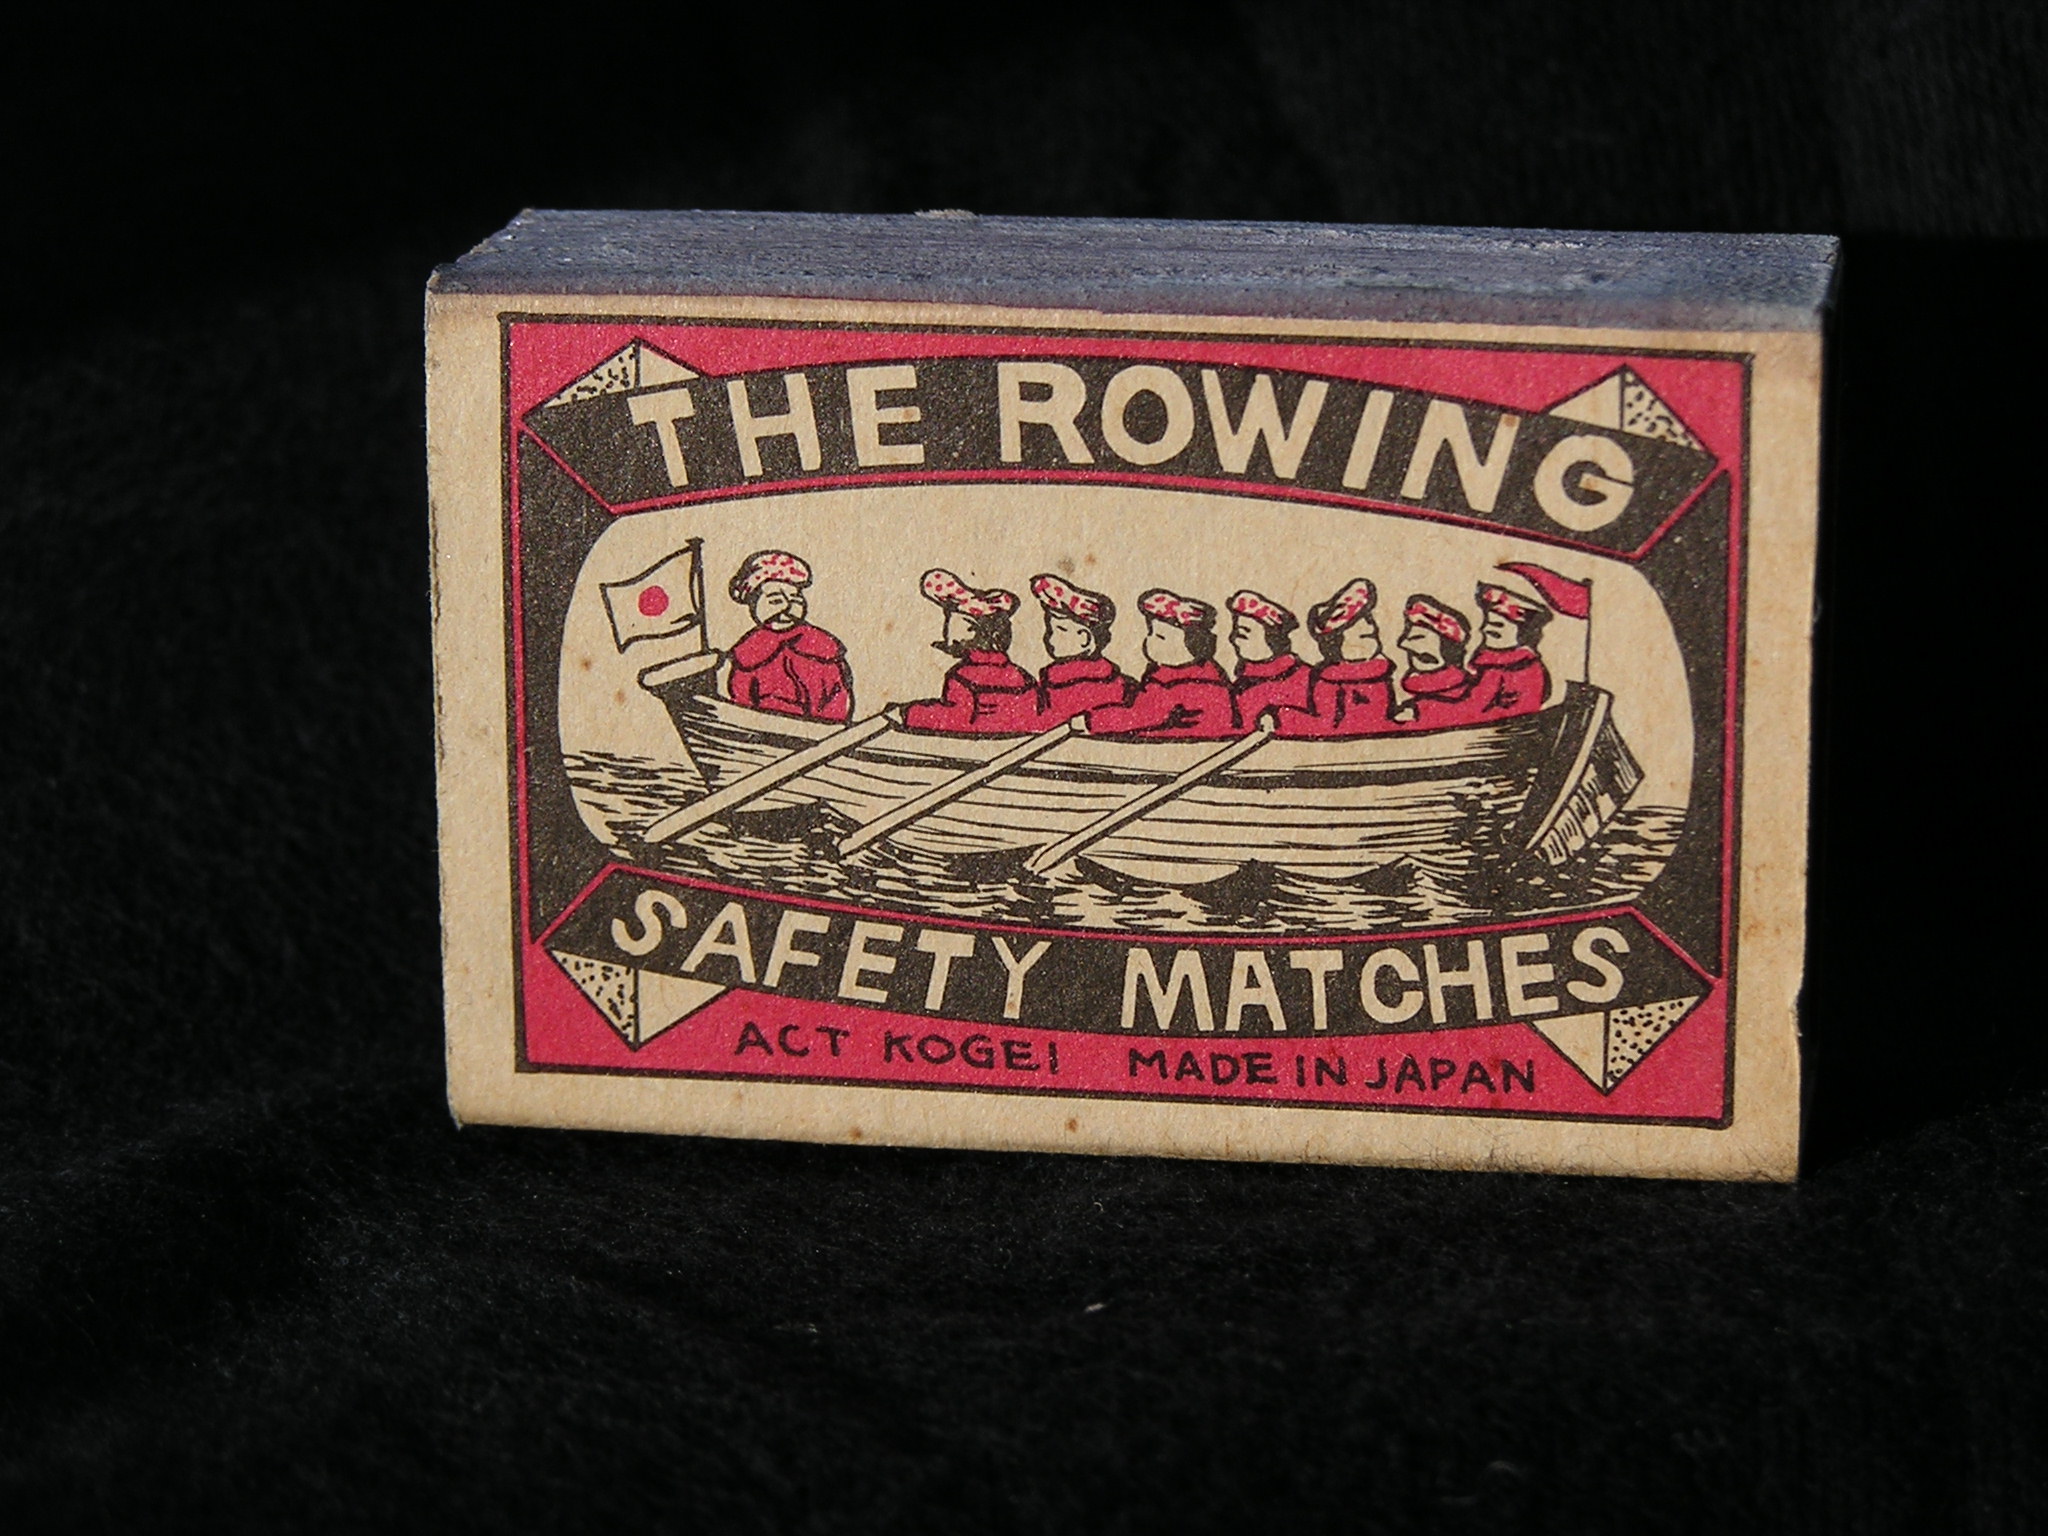 THE ROWING
SAFETY MATCHES
ACT KOGEI MADE IN JAPAN